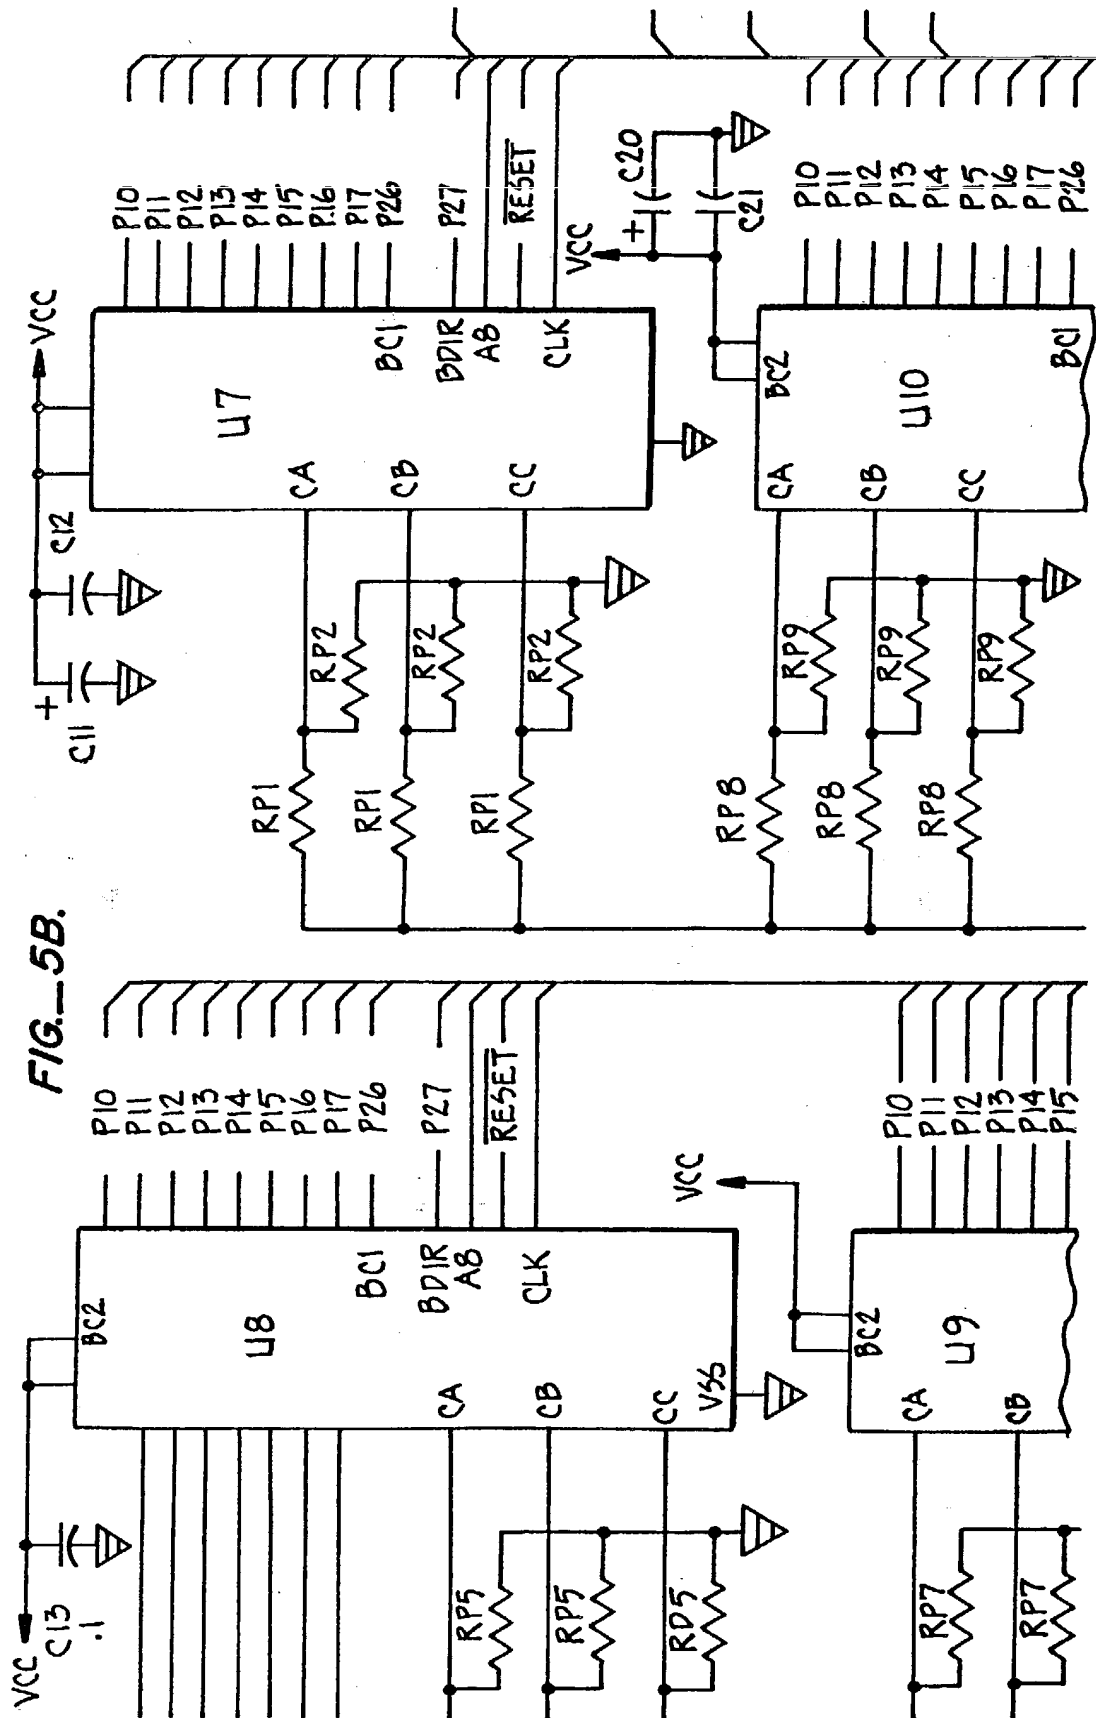 FIG._5B.
VCC
C11
+
C12
U7
CA
CB
CC
BC1
BDIR
A8
CLK
P10
P11
P12
P13
P14
P15
P16
P17
P26
P27
RESET
RP1
RP1
RP1
RP2
RP2
RP2
VCC
+
C20
C21
U10
BC2
BC1
CA
CB
CC
P10
P11
P12
P13
P14
P15
P16
P17
P26
RP8
RP8
RP8
RP9
RP9
RP9
VCC
C13
.1
U8
BC2
BC1
BDIR
A8
CLK
CA
CB
CC
VSS
P10
P11
P12
P13
P14
P15
P16
P17
P26
P27
RESET
RP5
RP5
RD5
VCC
U9
BC2
CA
CB
P10
P11
P12
P13
P14
P15
RP7
RP7